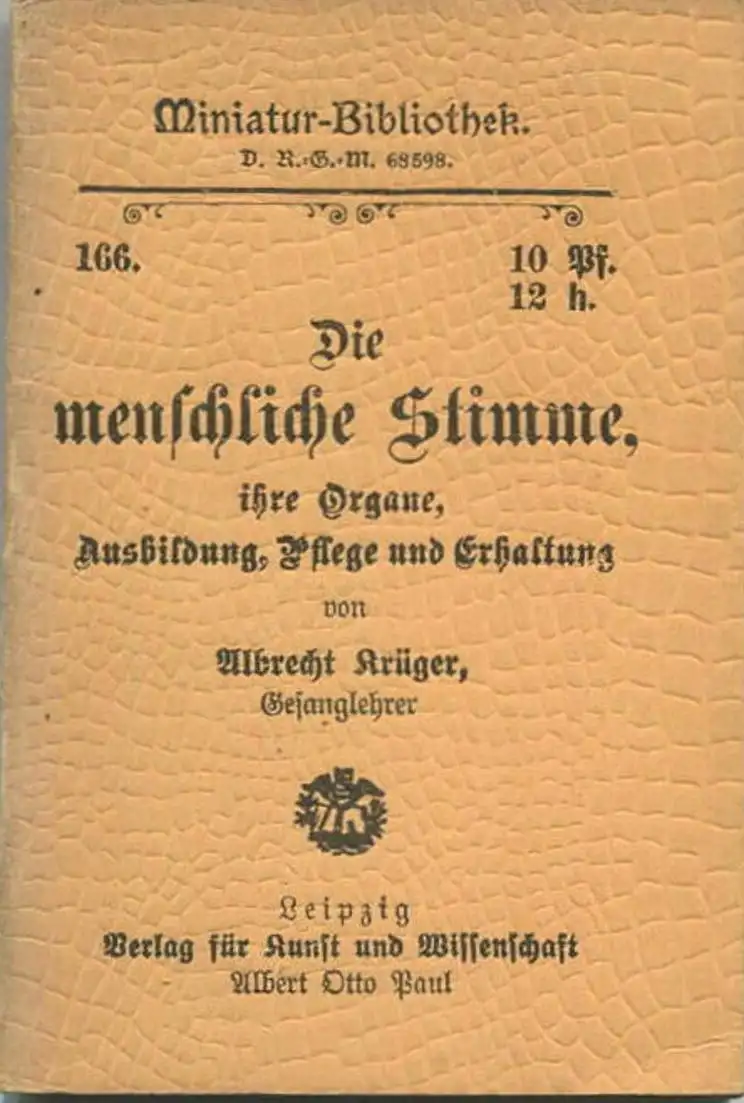 Miniatur-Bibliothek.
D. R.-G.-M. 68598.
166.
10 Pf.
12 h.
Die
menschliche Stimme,
ihre Organe,
Ausbildung, Pflege und Erhaltung
von
Albrecht Krüger,
Gesanglehrer
Leipzig
Verlag für Kunst und Wissenschaft
Albert Otto Paul